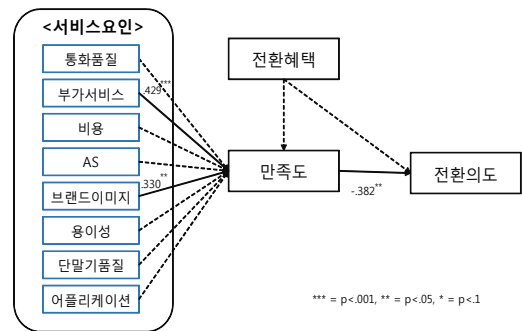 <서비스요인>
통화품질
부가서비스
비용
AS
브랜드이미지
용이성
단말기품질
어플리케이션
.429***
.330**
전환혜택
만족도
-.382**
전환의도
*** = p<.001, ** = p<.05, * = p<.1